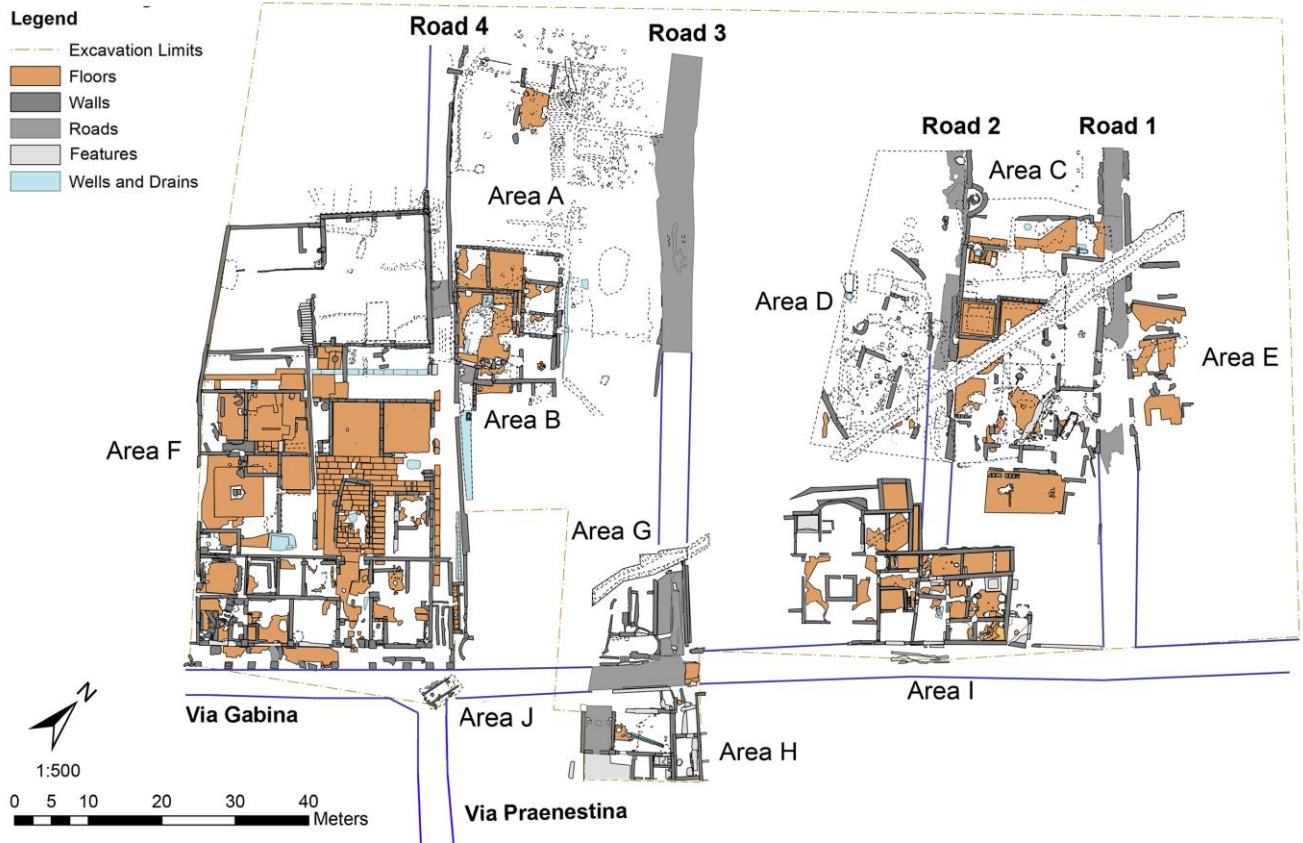 Legend
Excavation Limits
Floors
Walls
Roads
Features
Wells and Drains
Road 4
Road 3
Road 2
Road 1
Area A
Area C
Area D
Area E
Area B
Area F
Area G
Area I
Area J
Area H
Via Gabina
Via Praenestina
N
1:500
0 5 10 20 30 40
Meters